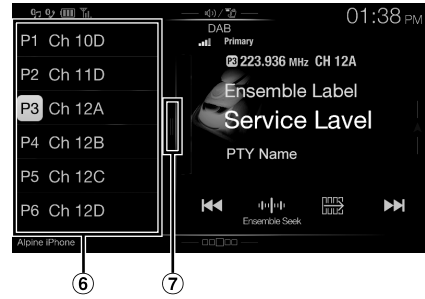 01:38 PM
DAB
Primary
P3 223.936 MHz CH 12A
Ensemble Label
Service Lavel
PTY Name
Ensemble Seek
P1 Ch 10D
P2 Ch 11D
P3 Ch 12A
P4 Ch 12B
P5 Ch 12C
P6 Ch 12D
Alpine iPhone
6
7